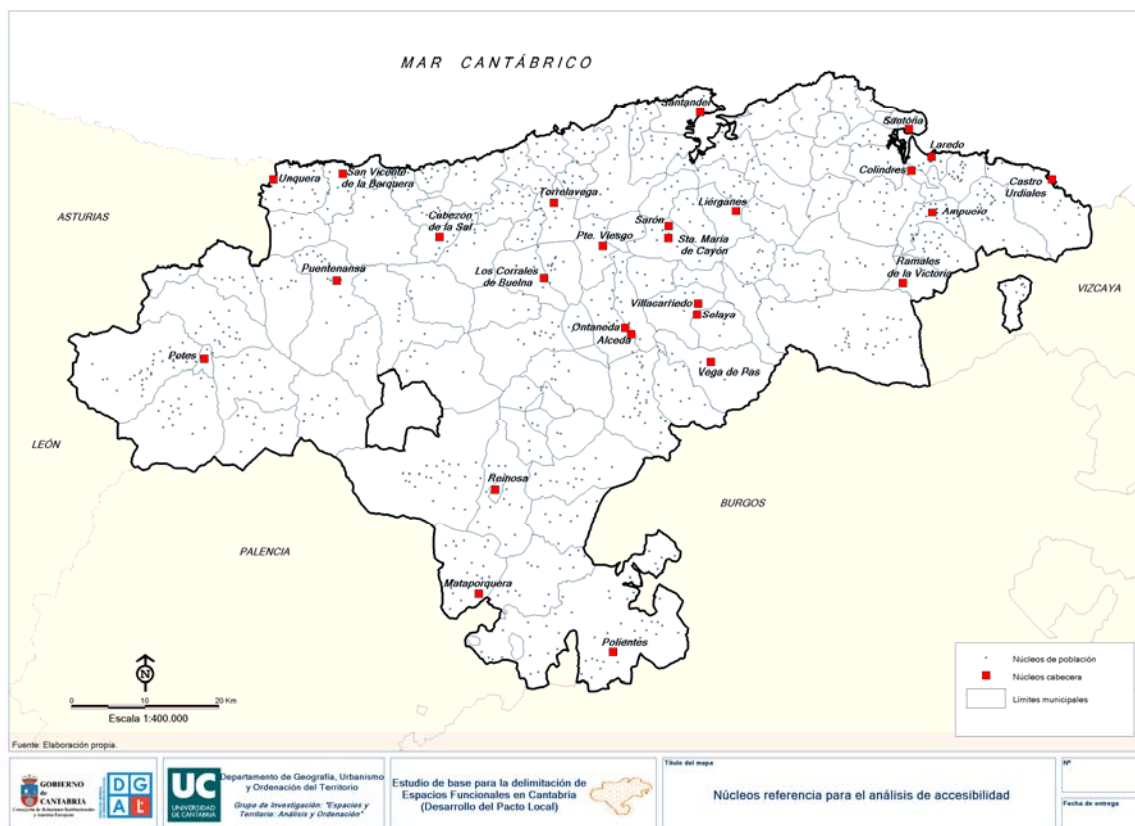 MAR CANTÁBRICO
Santander
Santoña
Laredo
Colindres
Castro
Urdiales
Unquera
San Vicente
de la Barquera
ASTURIAS
Torrelavega
Liérganes
Ampuero
Cabezón
de la Sal
Sarón
Pte. Viesgo
Sta. María
de Cayón
Puentenansa
Los Corrales
de Buelna
Ramales
de la Victoria
VIZCAYA
Villacarriedo
Selaya
Ontaneda
Alceda
Potes
Vega de Pas
LEÓN
Reinosa
BURGOS
PALENCIA
Mataporquera
Polientes
N
0 10 20 Km
Escala 1:400.000
Núcleos de población
Núcleos cabecera
Límites municipales
Fuente: Elaboración propia.
GOBIERNO
de
CANTABRIA
DGAL
UC
UNIVERSIDAD
DE CANTABRIA
Departamento de Geografía, Urbanismo
y Ordenación del Territorio
Grupo de Investigación: "Espacios y
Territorio: Análisis y Ordenación"
Estudio de base para la delimitación de
Espacios Funcionales en Cantabria
(Desarrollo del Pacto Local)
Título del mapa
Núcleos referencia para el análisis de accesibilidad
Nº
Fecha de entrega